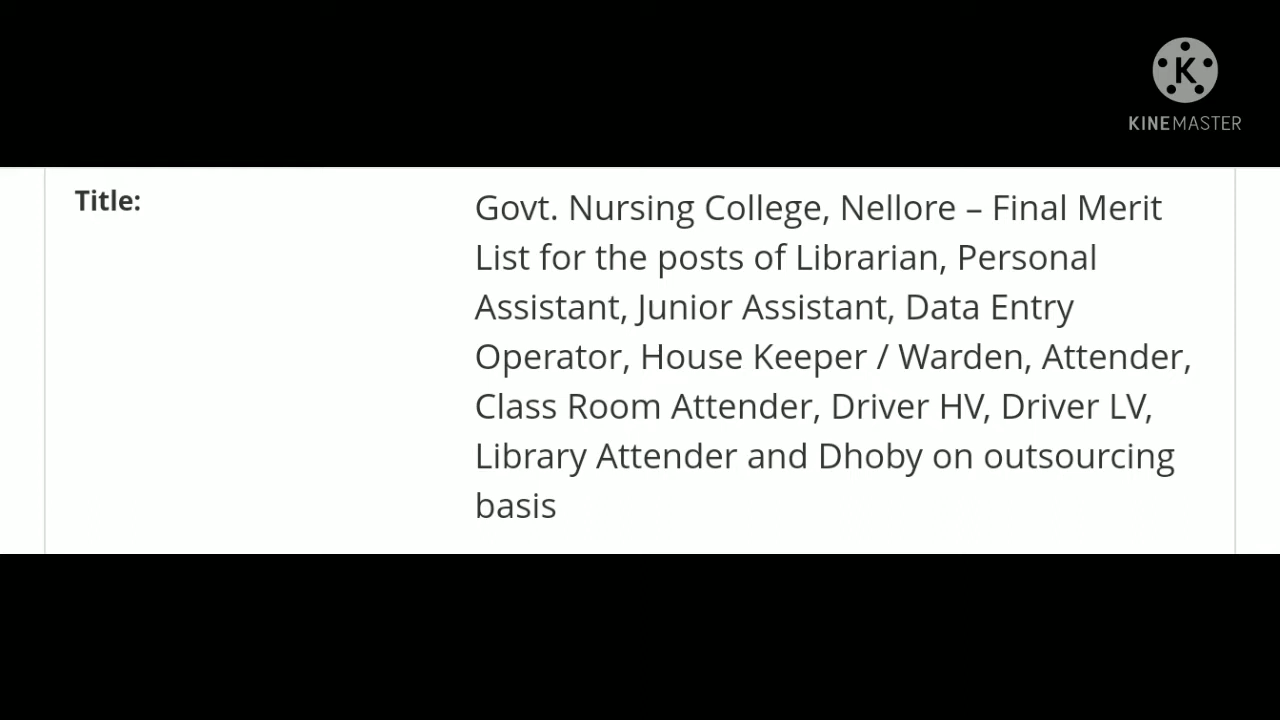 K
KINEMASTER
Title:
Govt. Nursing College, Nellore – Final Merit
List for the posts of Librarian, Personal
Assistant, Junior Assistant, Data Entry
Operator, House Keeper / Warden, Attender,
Class Room Attender, Driver HV, Driver LV,
Library Attender and Dhoby on outsourcing
basis